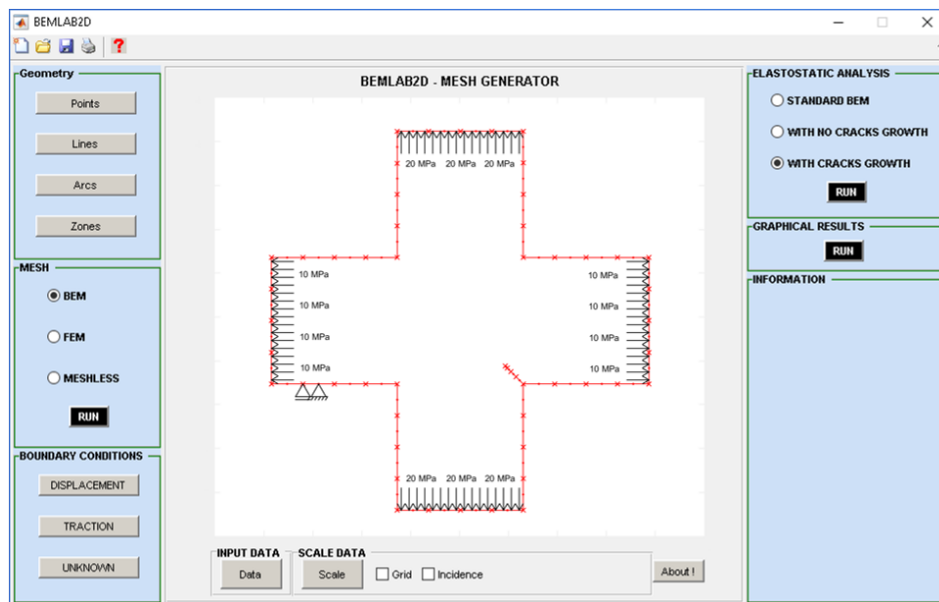 BEMLAB2D
?
Geometry
Points
Lines
Arcs
Zones
MESH
BEM
FEM
MESHLESS
RUN
BOUNDARY CONDITIONS
DISPLACEMENT
TRACTION
UNKNOWN
BEMLAB2D - MESH GENERATOR
20 MPa 20 MPa 20 MPa
10 MPa 10 MPa
10 MPa 10 MPa
10 MPa 10 MPa
10 MPa 10 MPa
20 MPa 20 MPa 20 MPa
INPUT DATA
Data
SCALE DATA
Scale
Grid
Incidence
About !
ELASTOSTATIC ANALYSIS
STANDARD BEM
WITH NO CRACKS GROWTH
WITH CRACKS GROWTH
RUN
GRAPHICAL RESULTS
RUN
INFORMATION